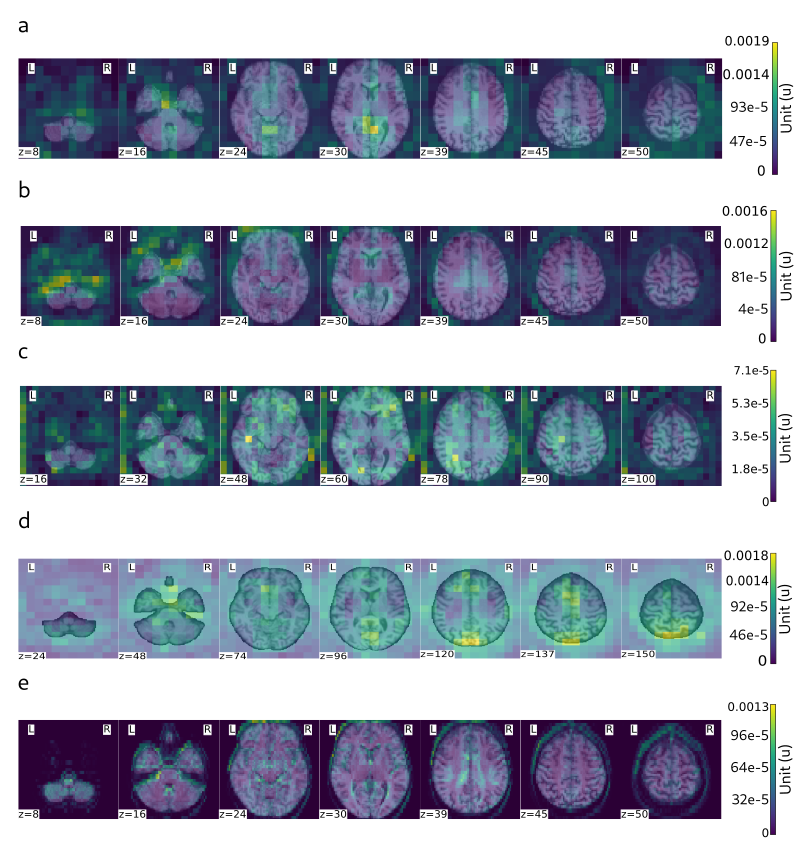 a
L R L R L R L R L R L R L R
z=8 z=16 z=24 z=30 z=39 z=45 z=50
0.0019
0.0014
93e-5
47e-5
0
Unit (u)
b
L R L R L R L R L R L R L R
z=8 z=16 z=24 z=30 z=39 z=45 z=50
0.0016
0.0012
81e-5
4e-5
0
Unit (u)
c
L R L R L R L R L R L R L R
z=16 z=32 z=48 z=60 z=78 z=90 z=100
7.1e-5
5.3e-5
3.5e-5
1.8e-5
0
Unit (u)
d
L R L R L R L R L R L R L R
z=24 z=48 z=74 z=96 z=120 z=137 z=150
0.0018
0.0014
92e-5
46e-5
0
Unit (u)
e
L R L R L R L R L R L R L R
z=8 z=16 z=24 z=30 z=39 z=45 z=50
0.0013
96e-5
64e-5
32e-5
0
Unit (u)